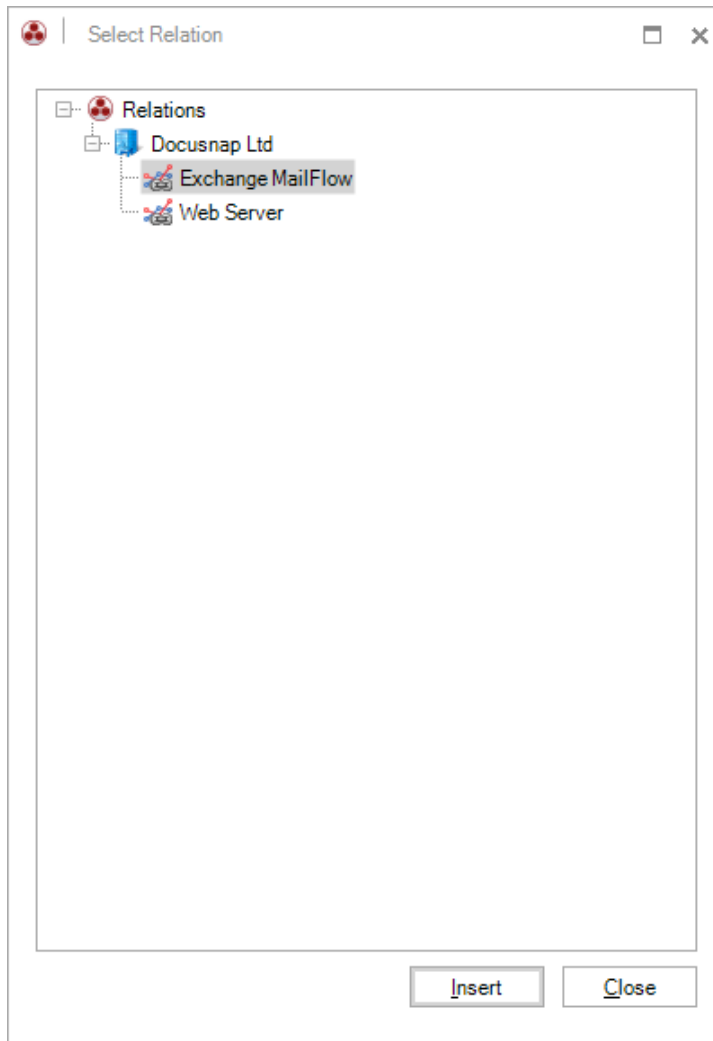 Select Relation
Relations
Docusnap Ltd
Exchange MailFlow
Web Server
Insert
Close